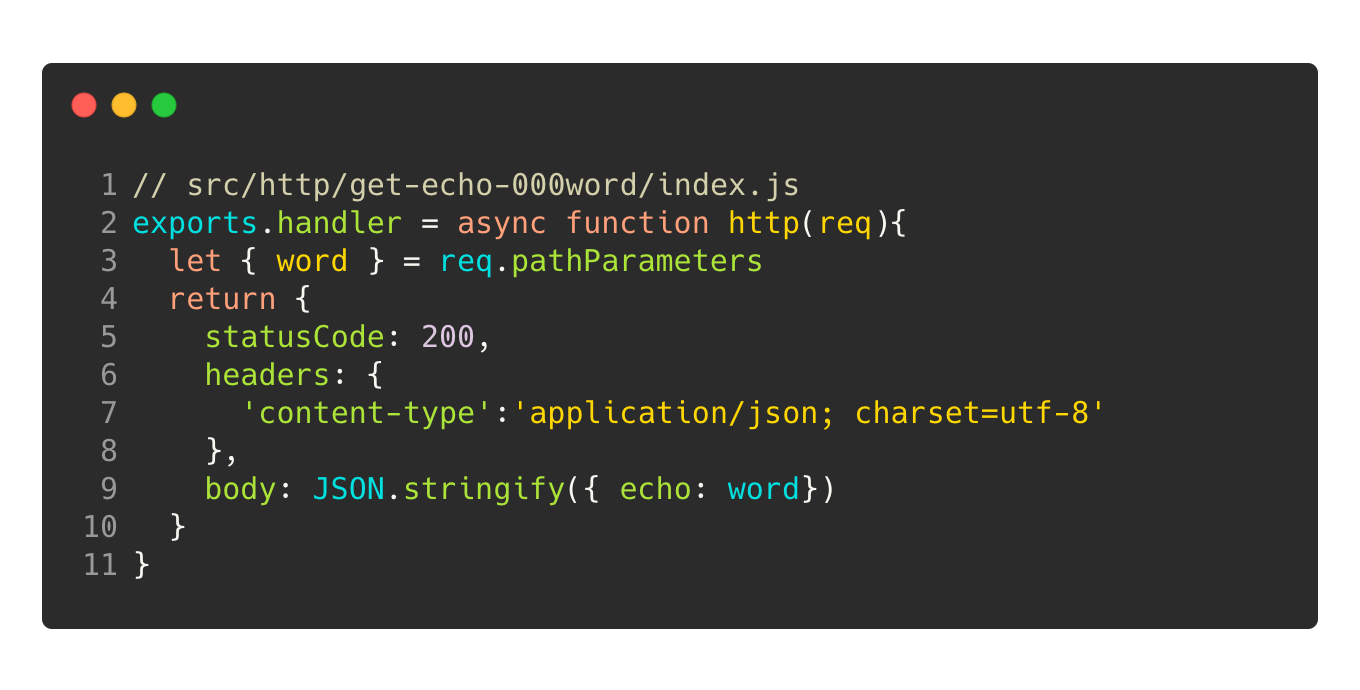 1 // src/http/get-echo-000word/index.js
2 exports.handler = async function http(req){
3   let { word } = req.pathParameters
4   return {
5     statusCode: 200,
6     headers: {
7       'content-type':'application/json; charset=utf-8'
8     },
9     body: JSON.stringify({ echo: word})
10   }
11 }